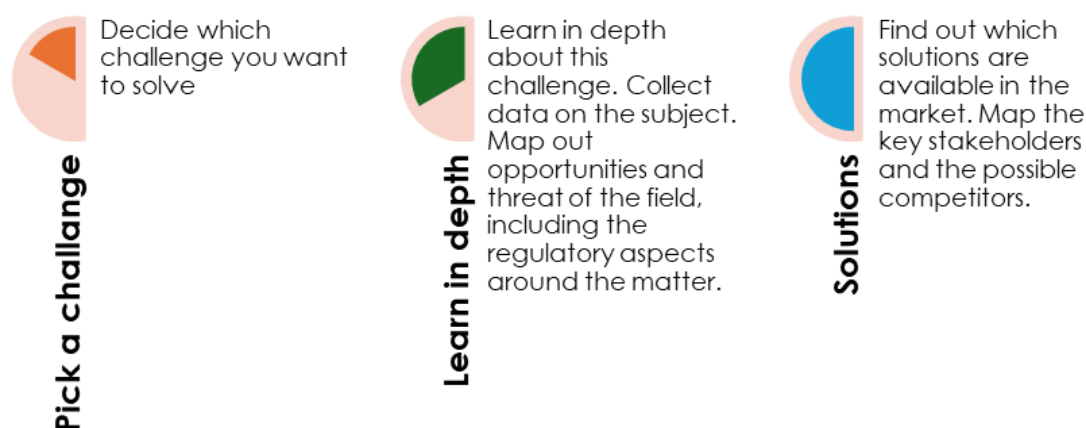 Pick a challange
Decide which
challenge you want
to solve
Learn in depth
Learn in depth
about this
challenge. Collect
data on the subject.
Map out
opportunities and
threat of the field,
including the
regulatory aspects
around the matter.
Solutions
Find out which
solutions are
available in the
market. Map the
key stakeholders
and the possible
competitors.